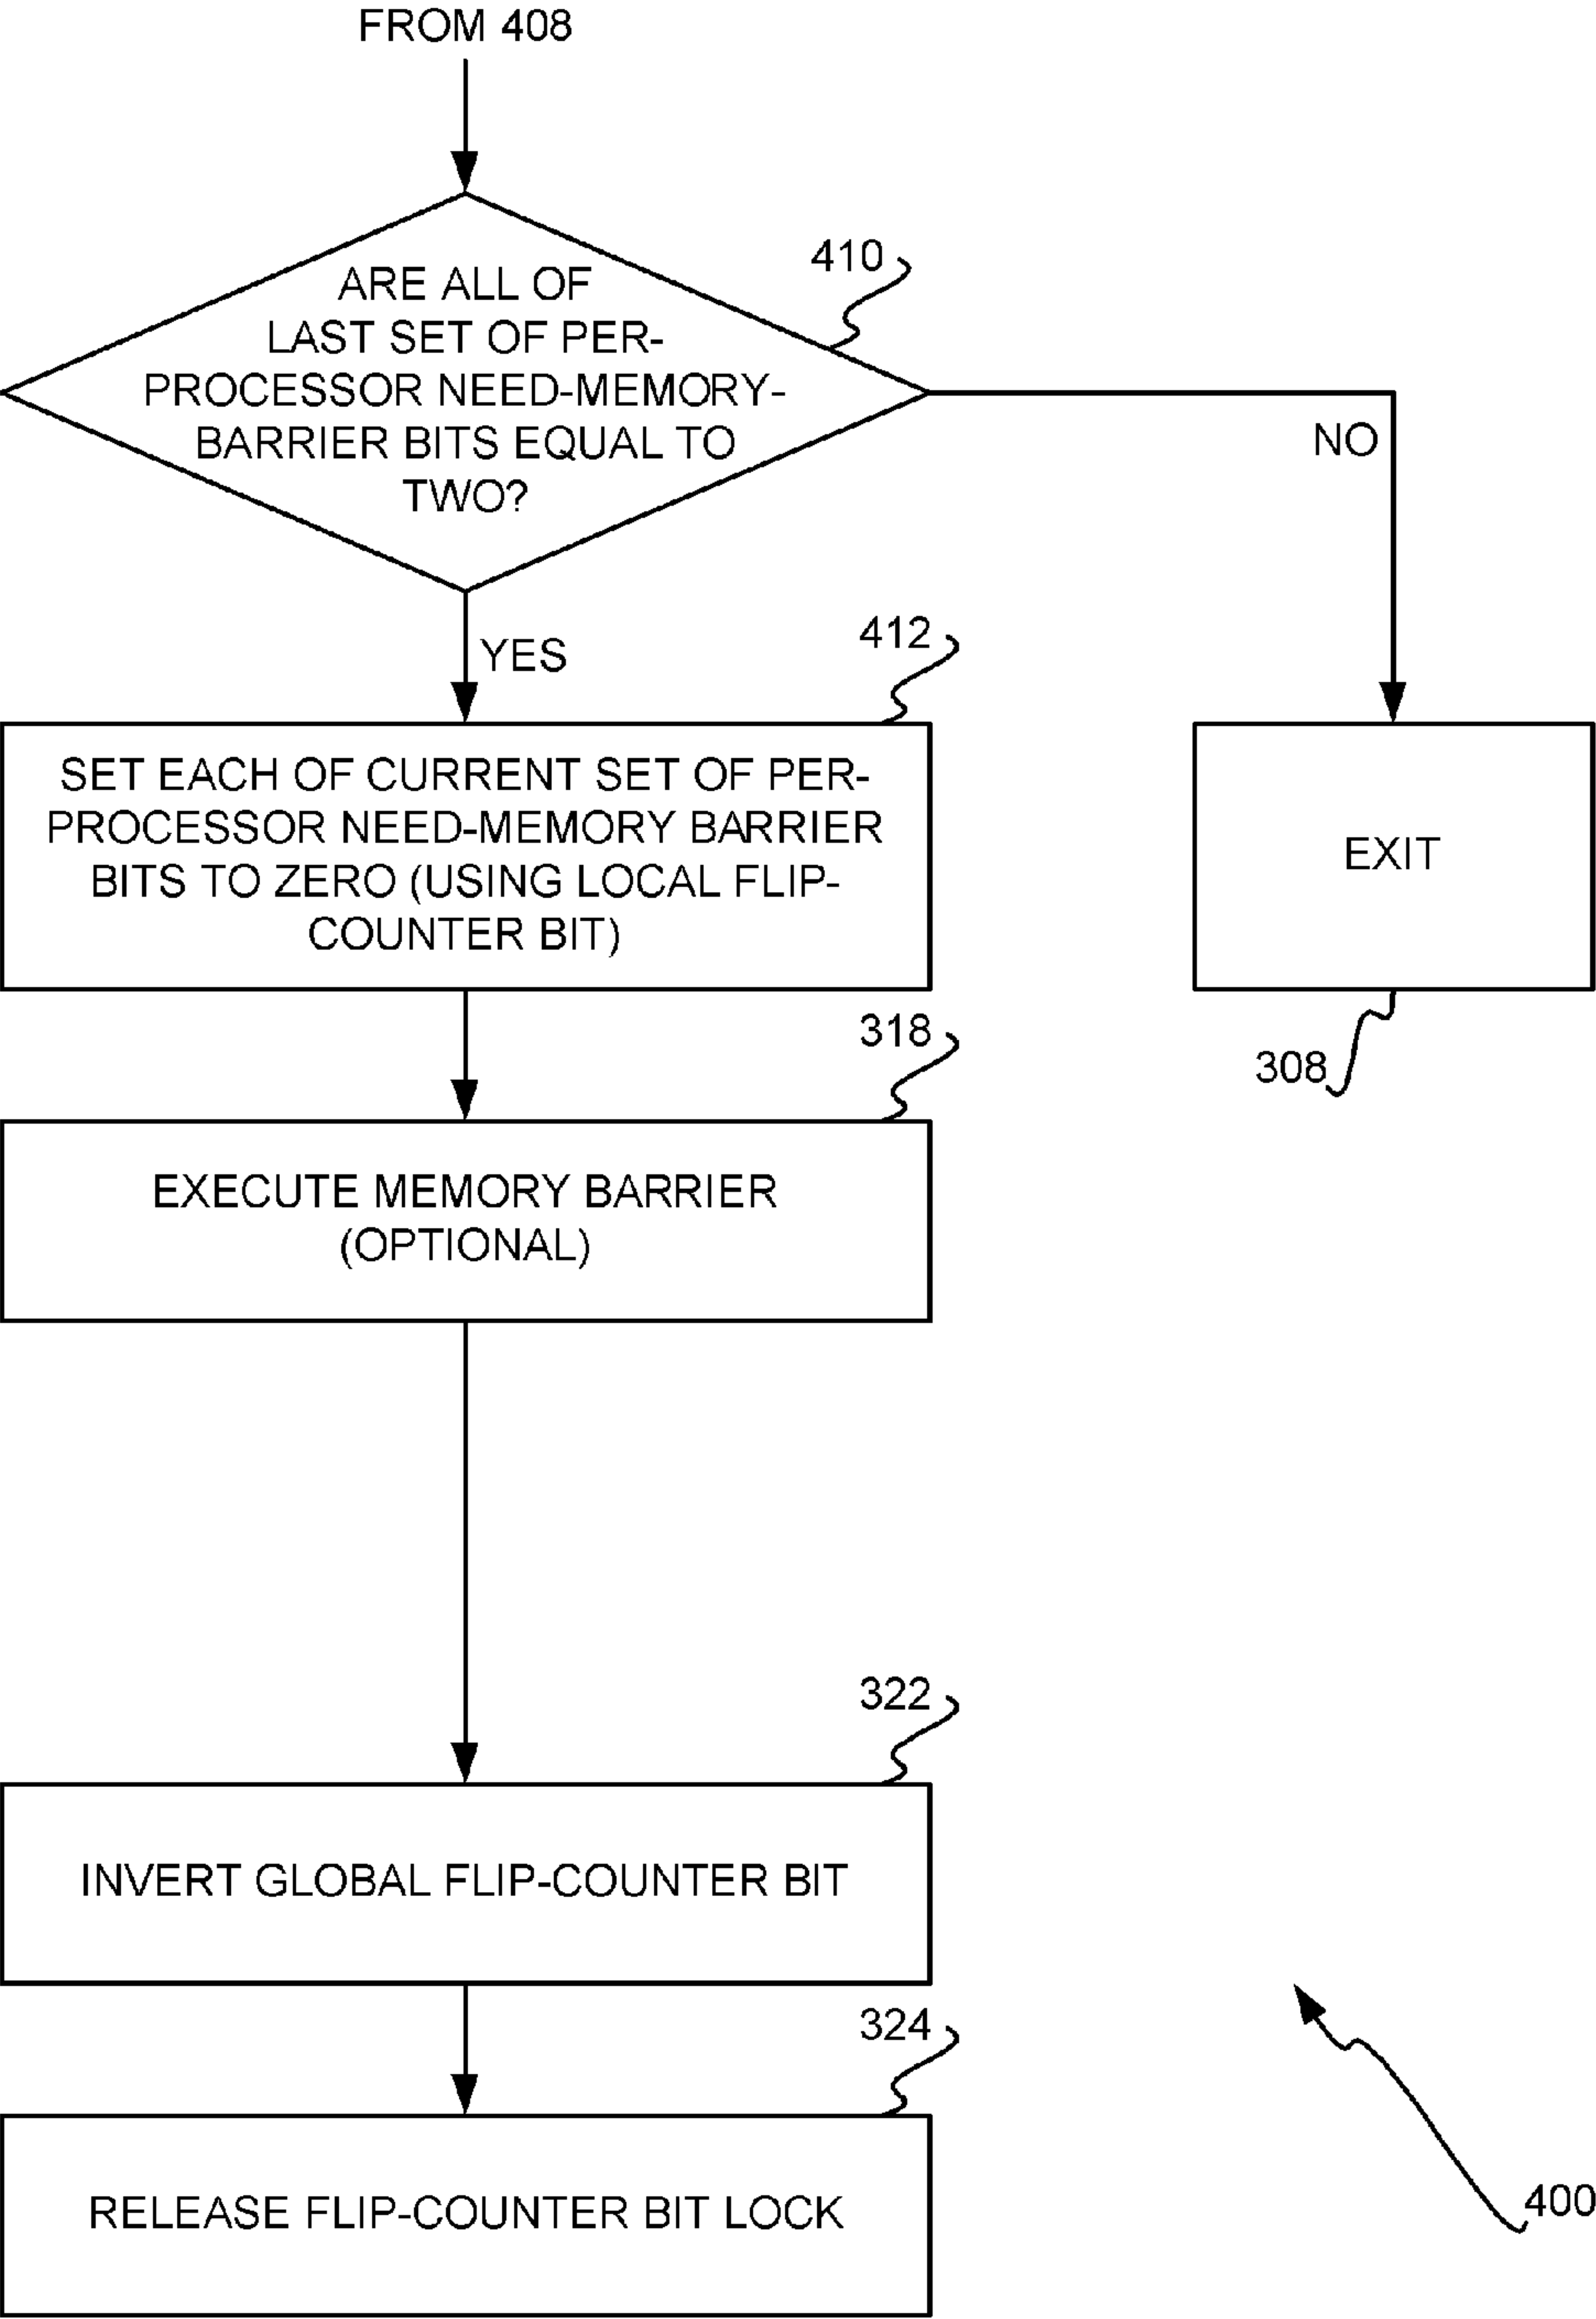 FROM 408
410
ARE ALL OF
LAST SET OF PER-
PROCESSOR NEED-MEMORY-
BARRIER BITS EQUAL TO
TWO?
NO
YES
412
SET EACH OF CURRENT SET OF PER-
PROCESSOR NEED-MEMORY BARRIER
BITS TO ZERO (USING LOCAL FLIP-
COUNTER BIT)
EXIT
308
318
EXECUTE MEMORY BARRIER
(OPTIONAL)
322
INVERT GLOBAL FLIP-COUNTER BIT
324
RELEASE FLIP-COUNTER BIT LOCK
400